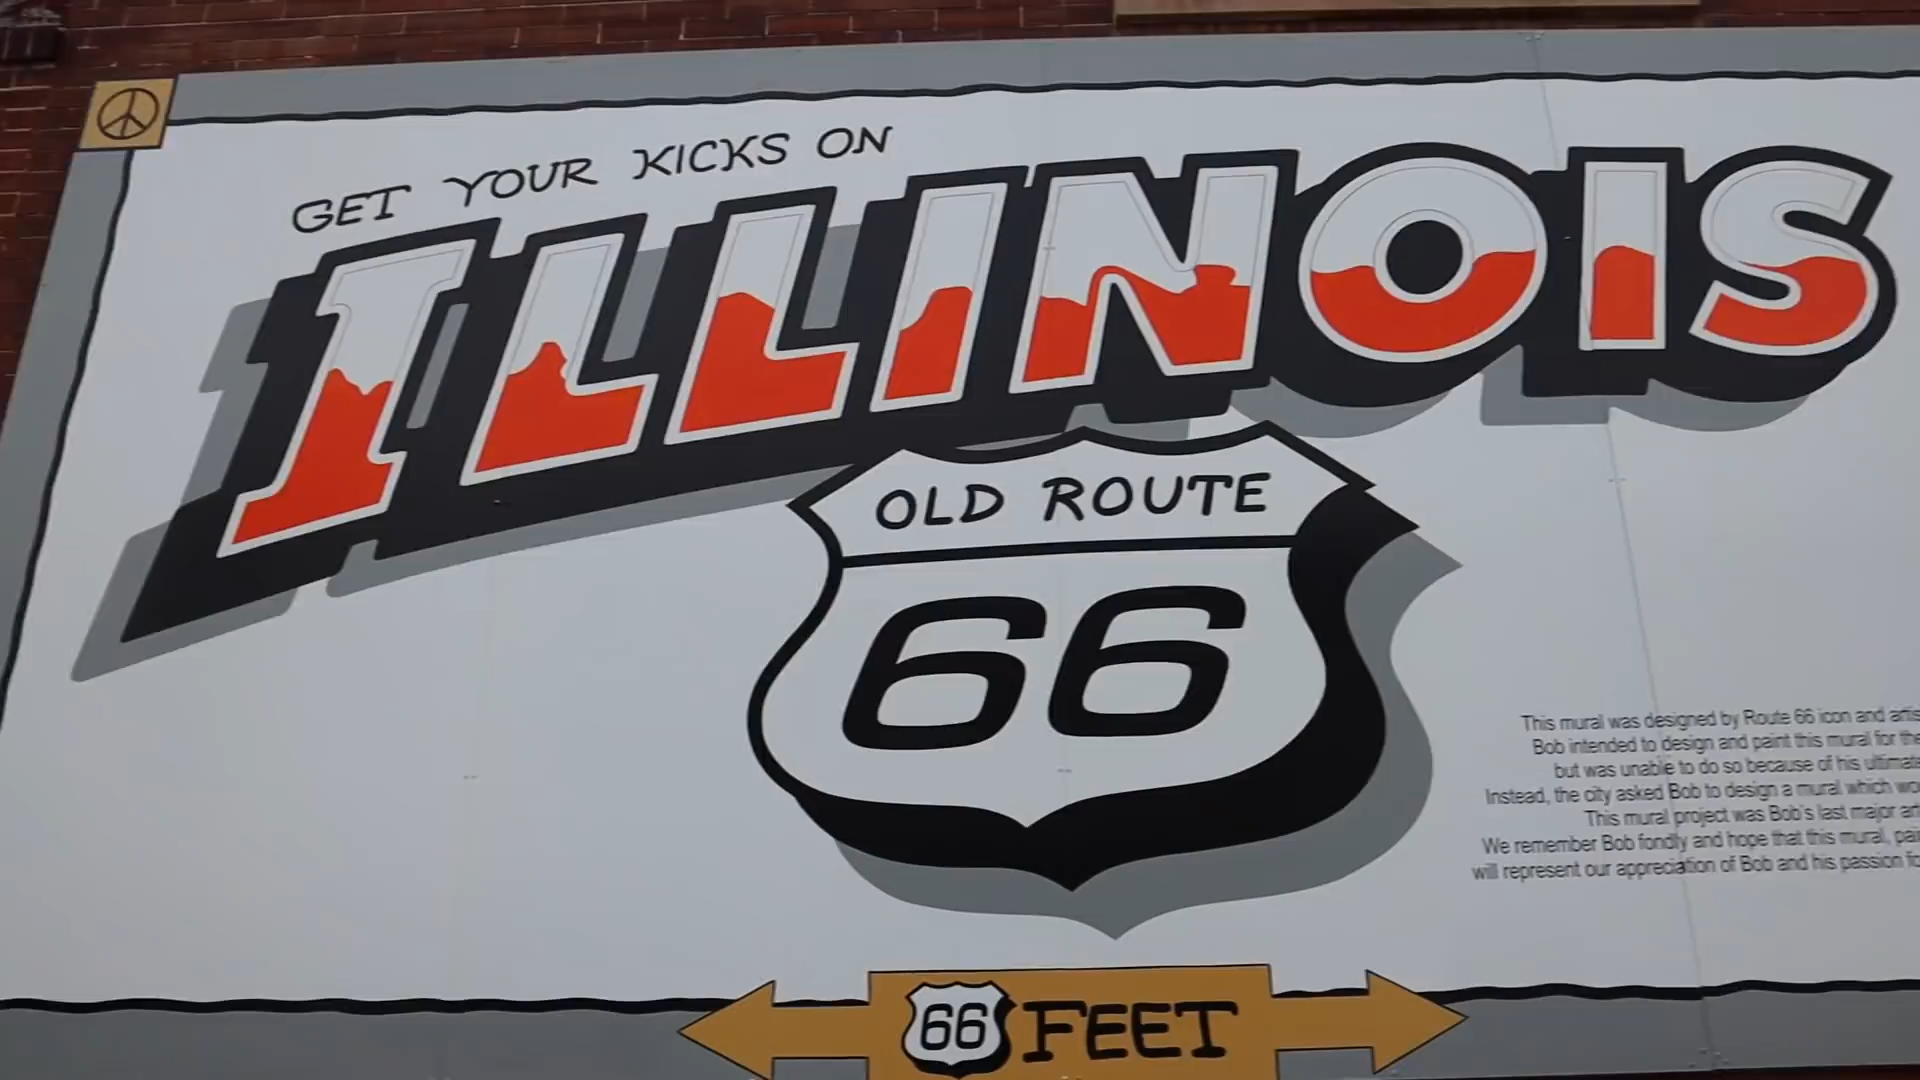 GET YOUR KICKS ON
ILLINOIS
OLD ROUTE
66
This mural was designed by Route 66 icon and
Bob intended to design and paint this mural for the
but was unable to do so because of his
Instead, the city asked Bob to design a mural which
This mural project was Bob's last major
We remember Bob fondly and hope that this mural,
will represent our appreciation of Bob and his passion
66 FEET